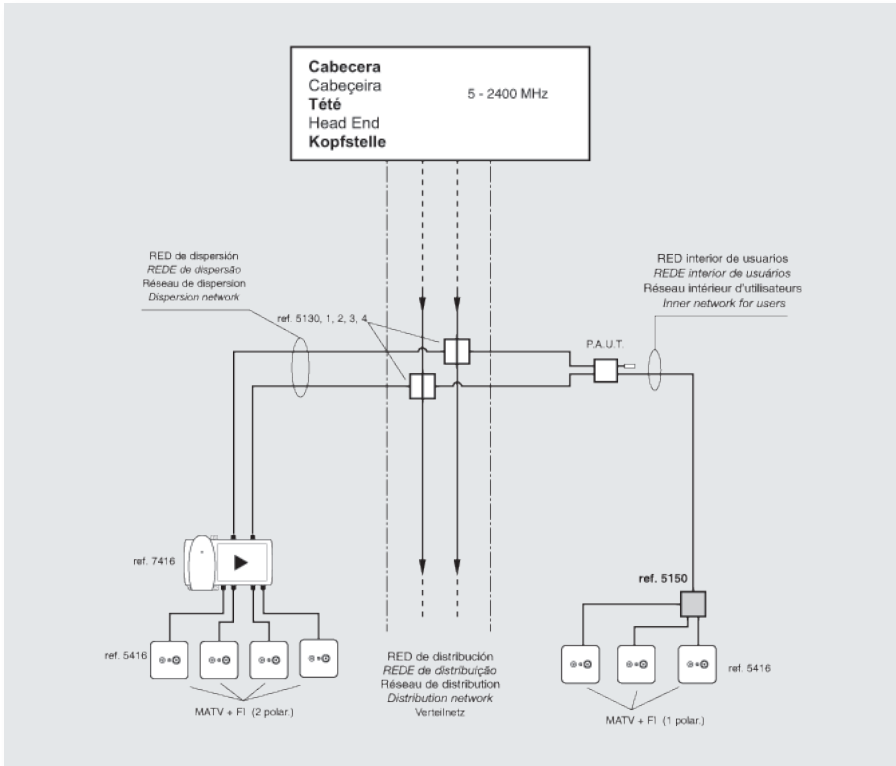 Cabecera
Cabeçeira
Tété
Head End
Kopfstelle
5 - 2400 MHz
RED de dispersión
REDE de dispersão
Réseau de dispersion
Dispersion network
RED interior de usuarios
REDE interior de usuários
Réseau intérieur d'utilisateurs
Inner network for users
ref. 5130, 1, 2, 3, 4
P.A.U.T.
ref. 7416
ref. 5150
ref. 5416
ref. 5416
MATV + FI (2 polar.)
RED de distribución
REDE de distribuição
Réseau de distribution
Distribution network
Verteilnetz
MATV + FI (1 polar.)